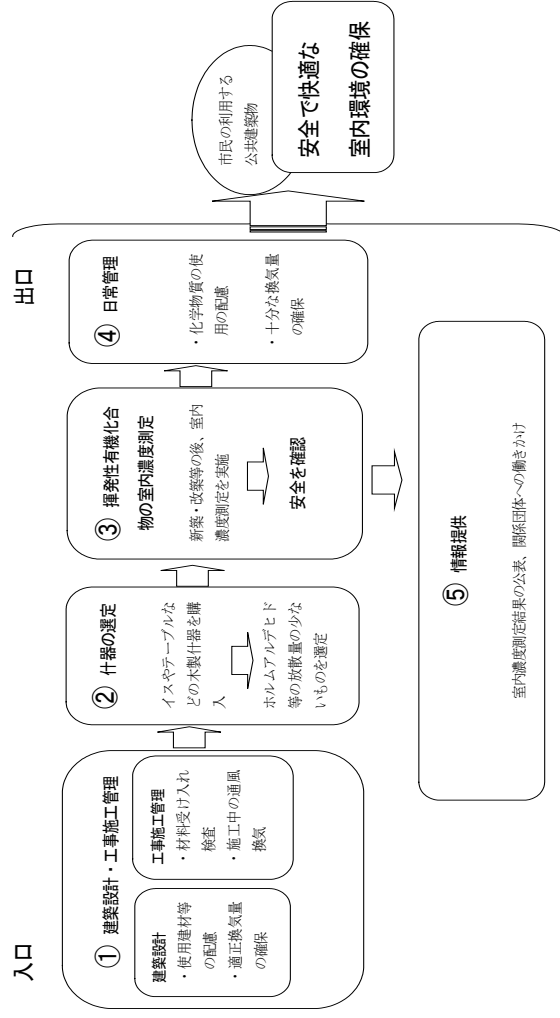 入口
① 建築設計・工事施工管理
建築設計
・使用建材等
の配慮
・適正換気量
の確保
工事施工管理
・材料受け入れ
検査
・施工中の通風
換気
② 什器の選定
イスやテーブルな
どの木製什器を購
入
ホルムアルデヒド
等の放散量の少な
いものを選定
③ 揮発性有機化合
物の室内濃度測定
新築・改築等の後、室内
濃度測定を実施
安全を確認
出口
④ 日常管理
・化学物質の使
用の配慮
・十分な換気量
の確保
⑤ 情報提供
室内濃度測定結果の公表、関係団体への働きかけ
市民の利用する
公共建築物
安全で快適な
室内環境の確保